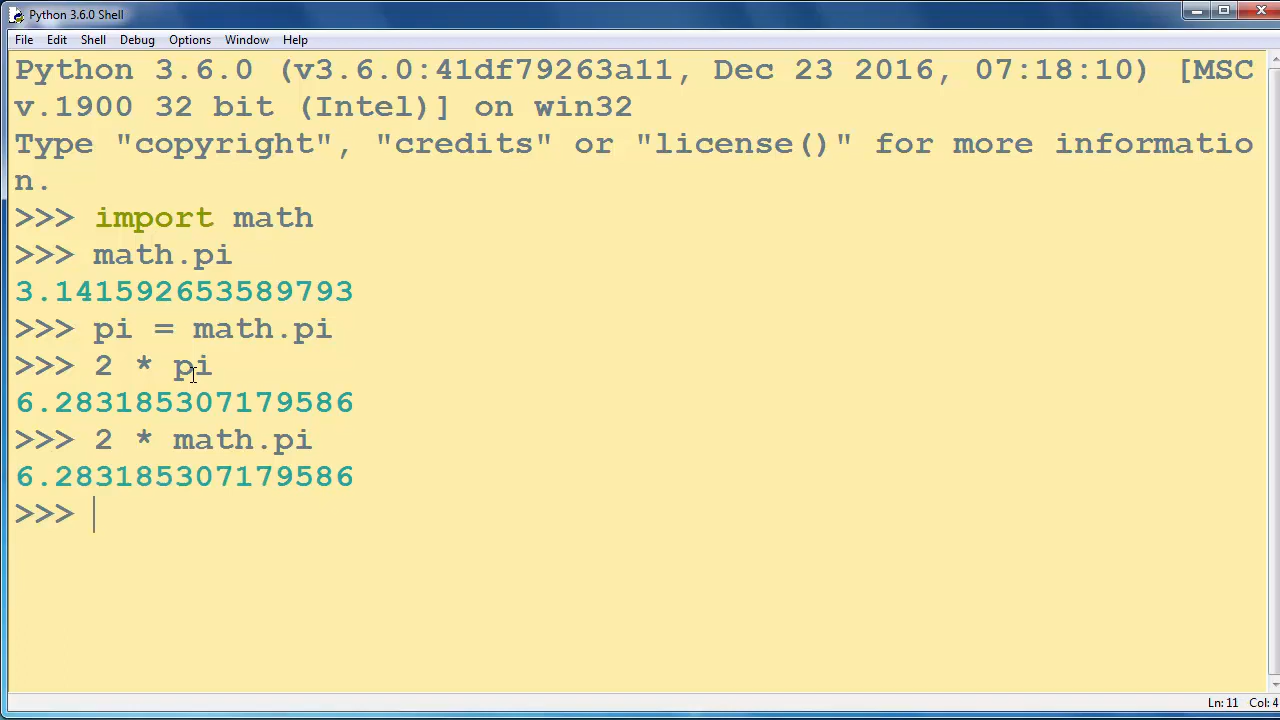 Python 3.6.0 Shell
File Edit Shell Debug Options Window Help
Python 3.6.0 (v3.6.0:41df79263a11, Dec 23 2016, 07:18:10) [MSC
v.1900 32 bit (Intel)] on win32
Type "copyright", "credits" or "license()" for more informatio
n.
>>> import math
>>> math.pi
3.141592653589793
>>> pi = math.pi
>>> 2 * pi
6.283185307179586
>>> 2 * math.pi
6.283185307179586
>>>
Ln: 11 Col: 4